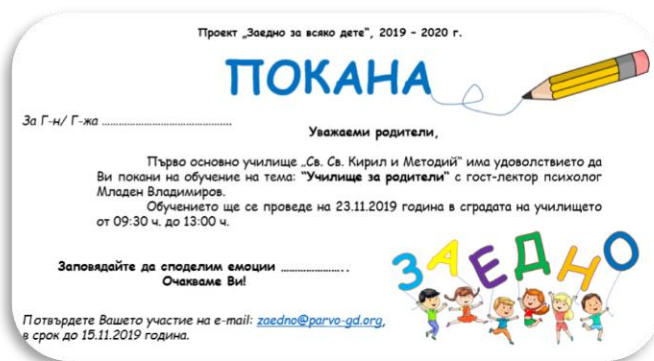 Проект „Заедно за всяко дете“, 2019 – 2020 г.
ПОКАНА
За Г-н/ Г-жа ……………………………………
Уважаеми родители,
Първо основно училище „Св. Св. Кирил и Методий“ има удоволствието да
Ви покани на обучение на тема: "Училище за родители" с гост-лектор психолог
Младен Владимиров.
Обучението ще се проведе на 23.11.2019 година в сградата на училището
от 09:30 ч. до 13:00 ч.
Заповядайте да споделим емоции …………………..
Очакваме Ви!
ЗАЕДНО
Потвърдете Вашето участие на e-mail: zaedno@parvo-gd.org,
в срок до 15.11.2019 година.